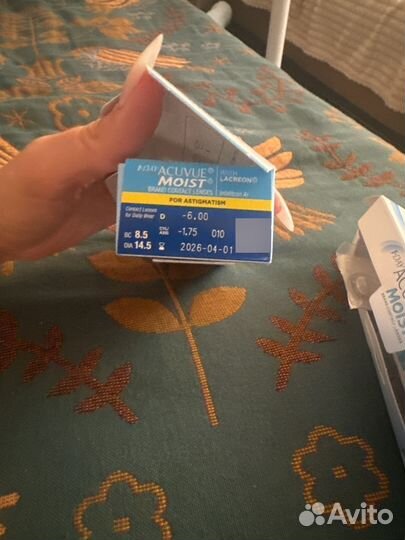 1·DAY ACUVUE® WITH
MOIST® LACREON®
BRAND CONTACT LENSES
FOR ASTIGMATISM
Contact Lenses
for Daily Wear D -6.00
BC 8.5 CYL/AXS -1.75 010
DIA 14.5 2026-04-01
1·DAY
ACUVUE
MOIST
Avito